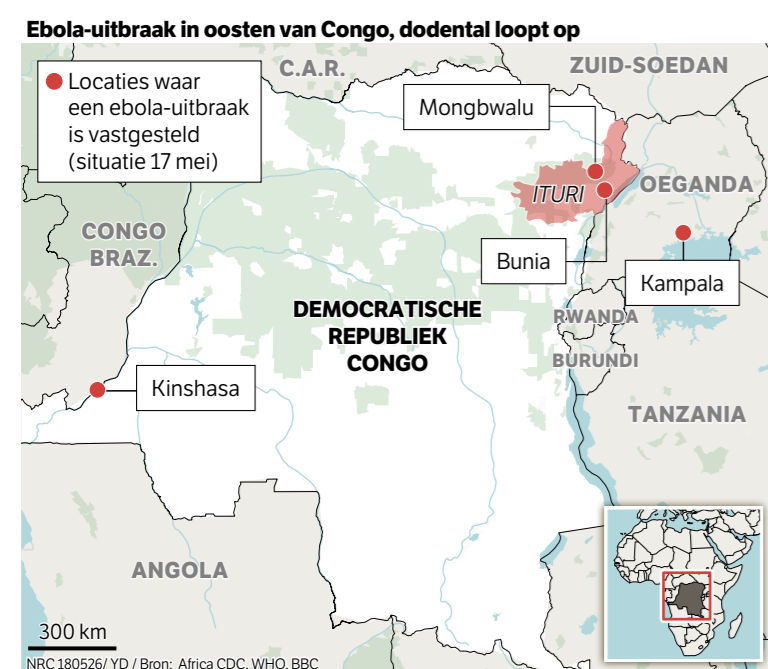 Ebola-uitbraak in oosten van Congo, dodental loopt op
C.A.R.
ZUID-SOEDAN
Locaties waar
een ebola-uitbraak
is vastgesteld
(situatie 17 mei)
Mongbwalu
ITURI
OEGANDA
CONGO
BRAZ.
Bunia
Kampala
DEMOCRATISCHE
REPUBLIEK
CONGO
RWANDA
BURUNDI
Kinshasa
TANZANIA
ANGOLA
300 km
NRC 180526/ YD / Bron: Africa CDC, WHO, BBC